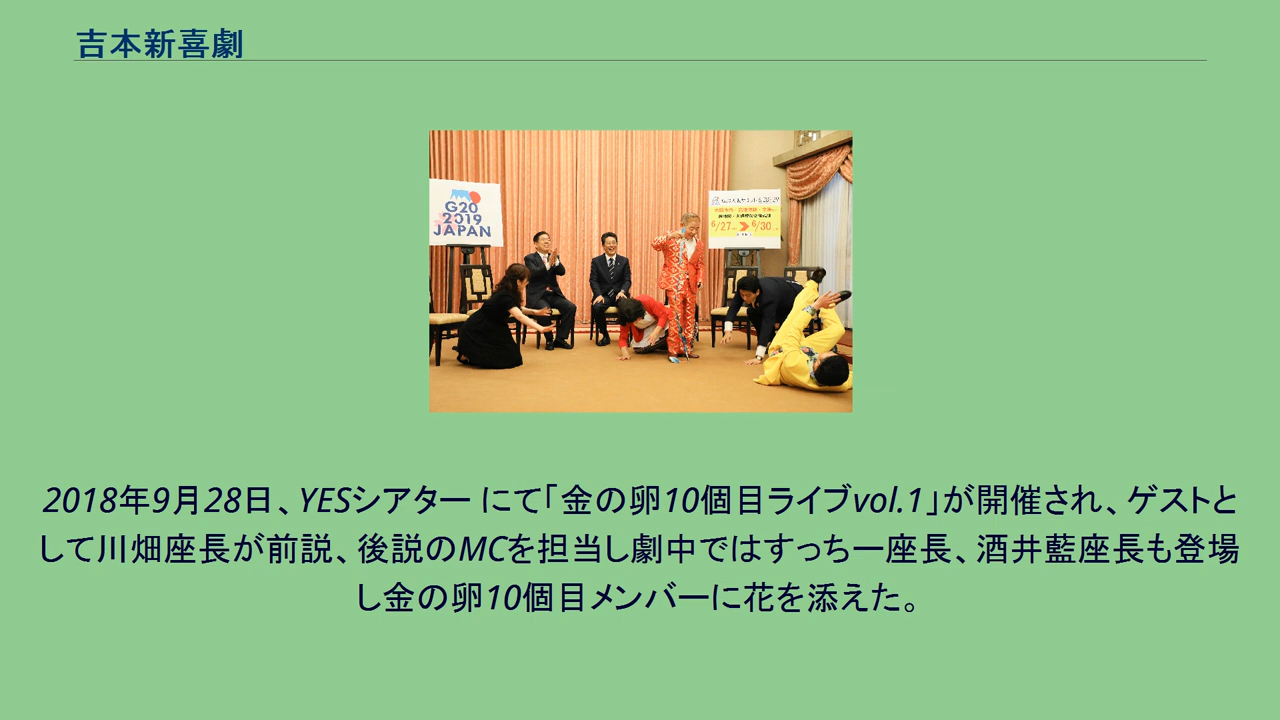 吉本新喜劇
G20
2019
JAPAN
6/27
6/30
2018年9月28日、YESシアター にて「金の卵10個目ライブvol.1」が開催され、ゲストと
して川畑座長が前説、後説のMCを担当し劇中ではすっちー座長、酒井藍座長も登場
し金の卵10個目メンバーに花を添えた。